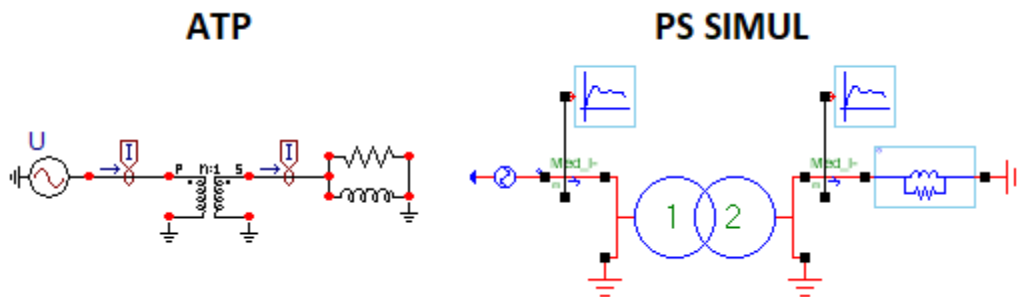 ATP
PS SIMUL
U
I
I
P n:1 S
Med_I-
Med_I-
1
2